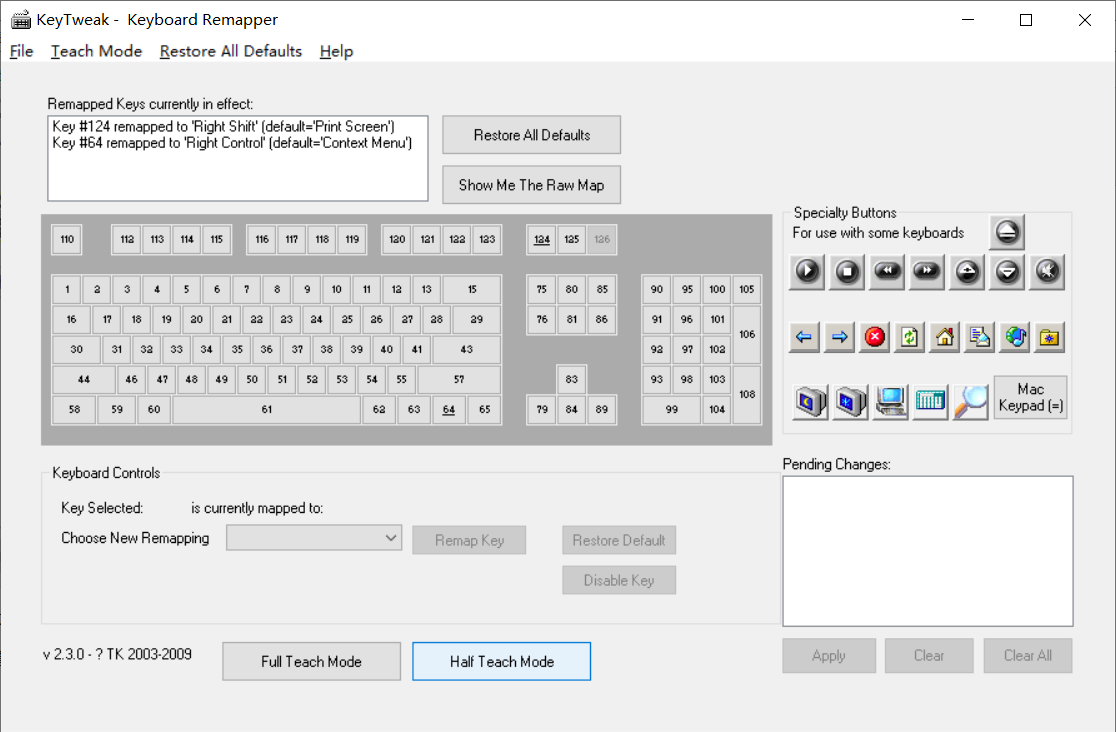 KeyTweak - Keyboard Remapper
File Teach Mode Restore All Defaults Help
Remapped Keys currently in effect:
Key #124 remapped to 'Right Shift' (default='Print Screen')
Key #64 remapped to 'Right Control' (default='Context Menu')
Restore All Defaults
Show Me The Raw Map
110 112 113 114 115 116 117 118 119 120 121 122 123 124 125 126
1 2 3 4 5 6 7 8 9 10 11 12 13 15 75 80 85 90 95 100 105
16 17 18 19 20 21 22 23 24 25 26 27 28 29 76 81 86 91 96 101
106
30 31 32 33 34 35 36 37 38 39 40 41 43 92 97 102
44 46 47 48 49 50 51 52 53 54 55 57 83 93 98 103
108
58 59 60 61 62 63 64 65 79 84 89 99 104
Specialty Buttons
For use with some keyboards
Mac
Keypad (=)
Keyboard Controls
Key Selected: is currently mapped to:
Choose New Remapping
Remap Key
Restore Default
Disable Key
Pending Changes:
v 2.3.0 - ? TK 2003-2009
Full Teach Mode
Half Teach Mode
Apply
Clear
Clear All